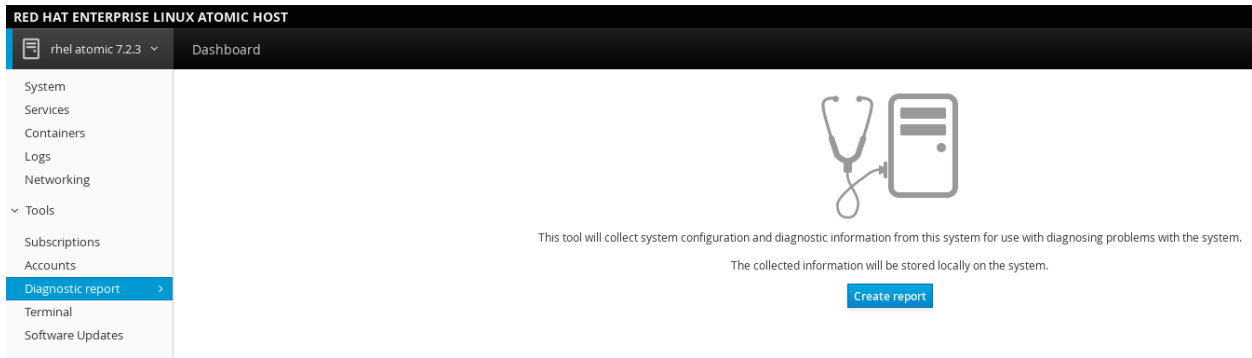 RED HAT ENTERPRISE LINUX ATOMIC HOST
rhel atomic 7.2.3
Dashboard
System
Services
Containers
Logs
Networking
Tools
Subscriptions
Accounts
Diagnostic report
Terminal
Software Updates
This tool will collect system configuration and diagnostic information from this system for use with diagnosing problems with the system.
The collected information will be stored locally on the system.
Create report